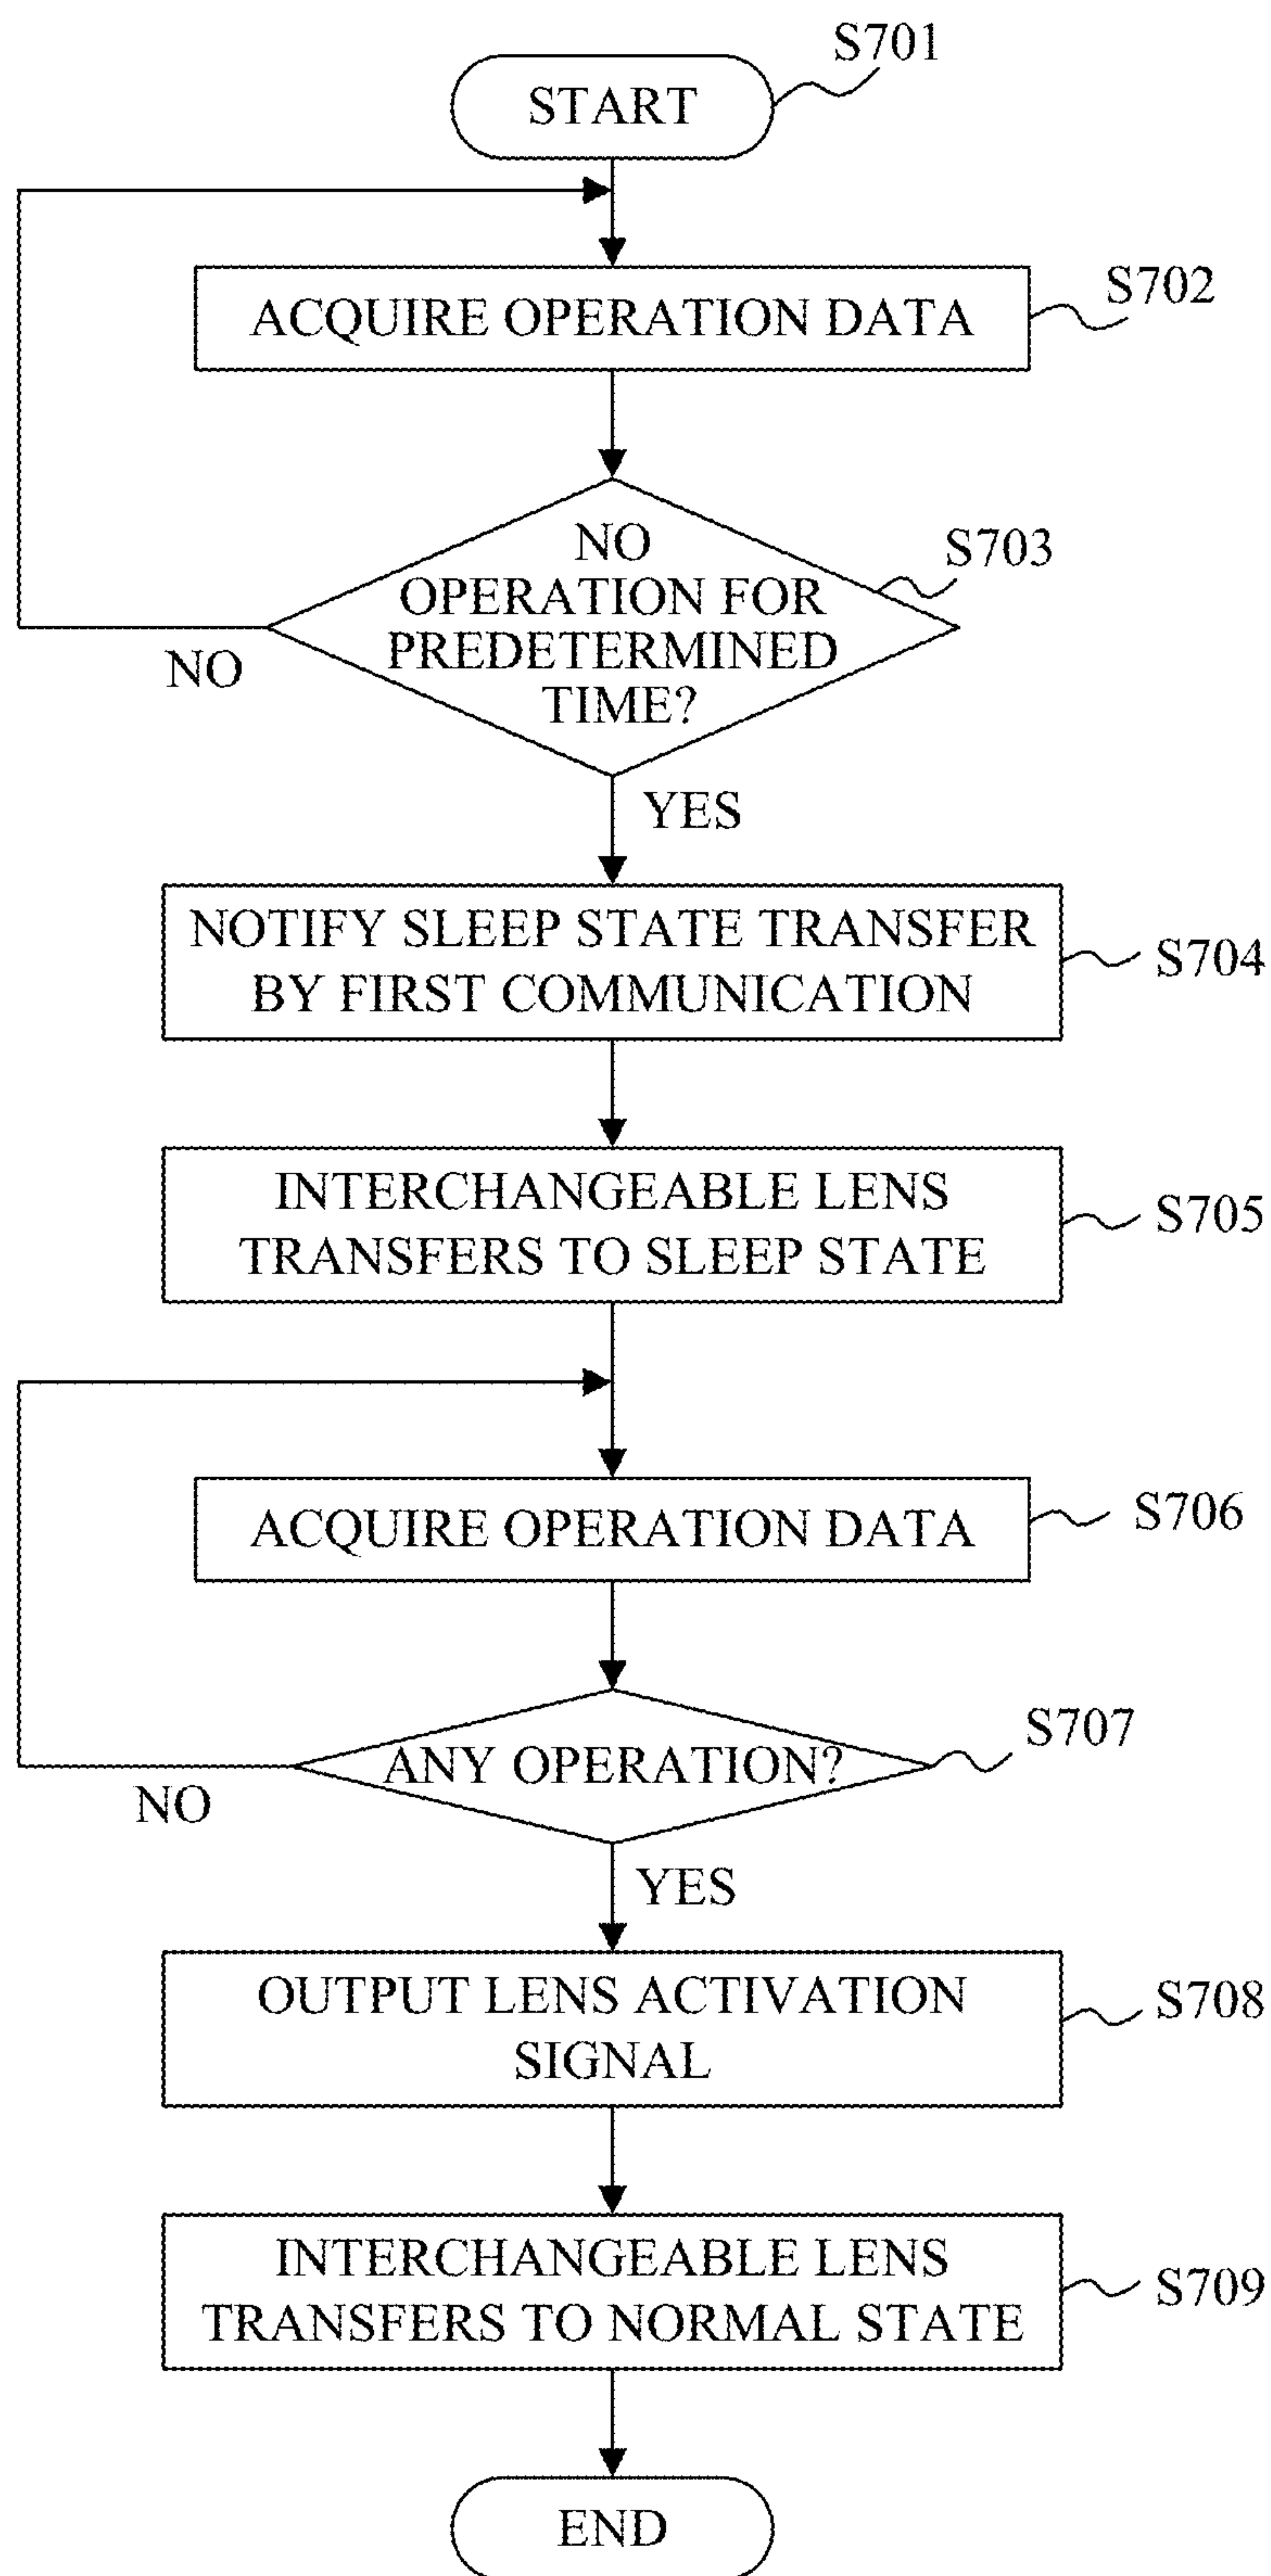 S701
START
ACQUIRE OPERATION DATA
S702
NO
OPERATION FOR
PREDETERMINED
TIME?
S703
NO
YES
NOTIFY SLEEP STATE TRANSFER
BY FIRST COMMUNICATION
S704
INTERCHANGEABLE LENS
TRANSFERS TO SLEEP STATE
S705
ACQUIRE OPERATION DATA
S706
ANY OPERATION?
S707
NO
YES
OUTPUT LENS ACTIVATION
SIGNAL
S708
INTERCHANGEABLE LENS
TRANSFERS TO NORMAL STATE
S709
END